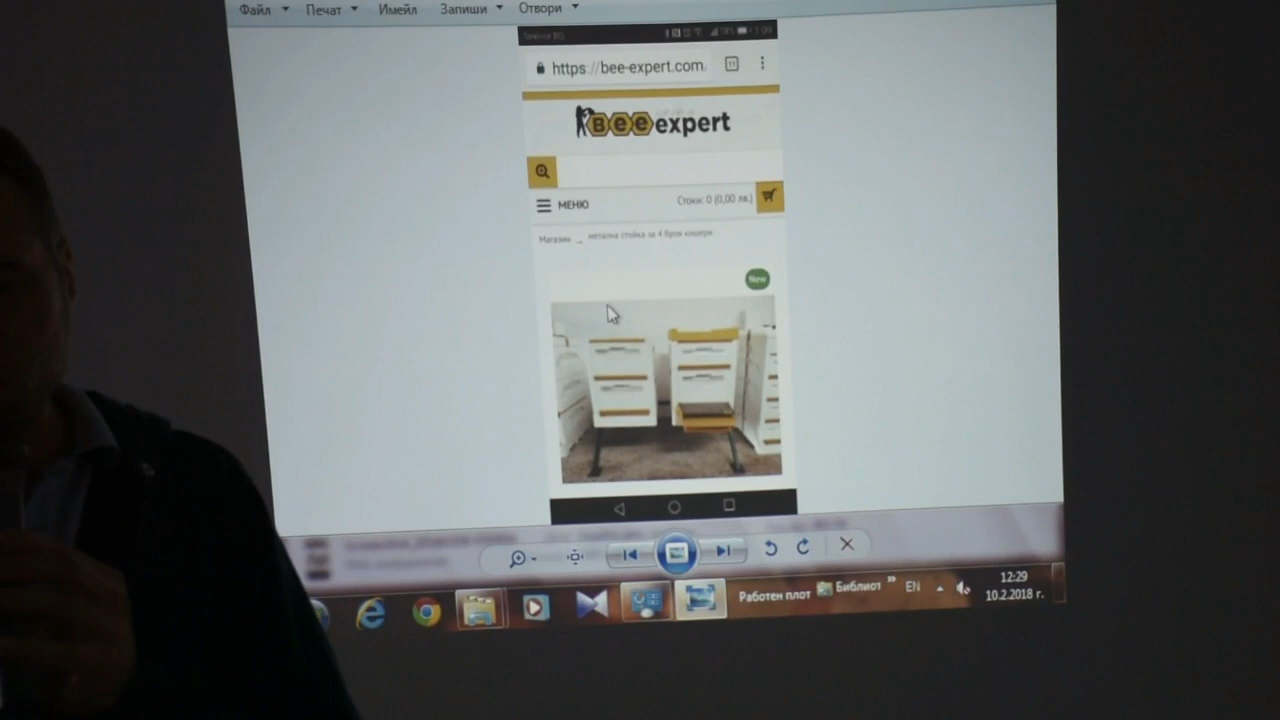 Файл Печат Имейл Запиши Отвори
https://bee-expert.com
Bee expert
МЕНЮ
Стоки: 0 (0,00 лв.)
Магазин
метална стойка за 4 броя кошери
New
Работен плот
Библиот »
EN
12:29
10.2.2018 г.